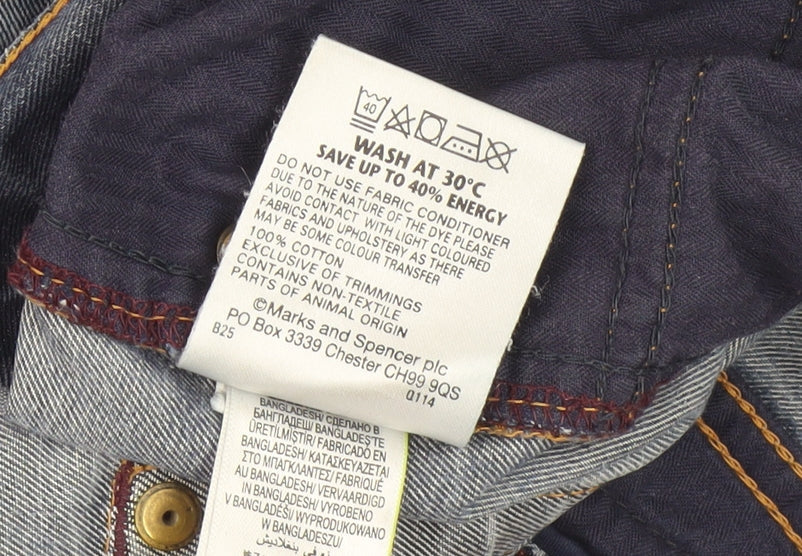 40
WASH AT 30°C
SAVE UP TO 40% ENERGY
DO NOT USE FABRIC CONDITIONER
DUE TO THE NATURE OF THE DYE PLEASE
AVOID CONTACT WITH LIGHT COLOURED
FABRICS AND UPHOLSTERY AS THERE
MAY BE SOME COLOUR TRANSFER
100% COTTON
EXCLUSIVE OF TRIMMINGS
CONTAINS NON-TEXTILE
PARTS OF ANIMAL ORIGIN
©Marks and Spencer plc
PO Box 3339 Chester CH99 9QS
B25
Q114
BANGLADESH/ СДЕЛАНО В
БАНГЛАДЕШ/ BANGLADEŞ'TE
ÜRETİLMİŞTİR/ FABRICADO EN
BANGLADESH/ ΚΑΤΑΣΚΕΥΑΖΕΤΑΙ
ΣΤΟ ΜΠΑΓΚΛΑΝΤΕΣ/ FABRIQUÉ
AU BANGLADESH/ VERVAARDIGD
IN BANGLADESH/ VYROBENO
V BANGLADÉŠI/ WYPRODUKOWANO
W BANGLADESZU/